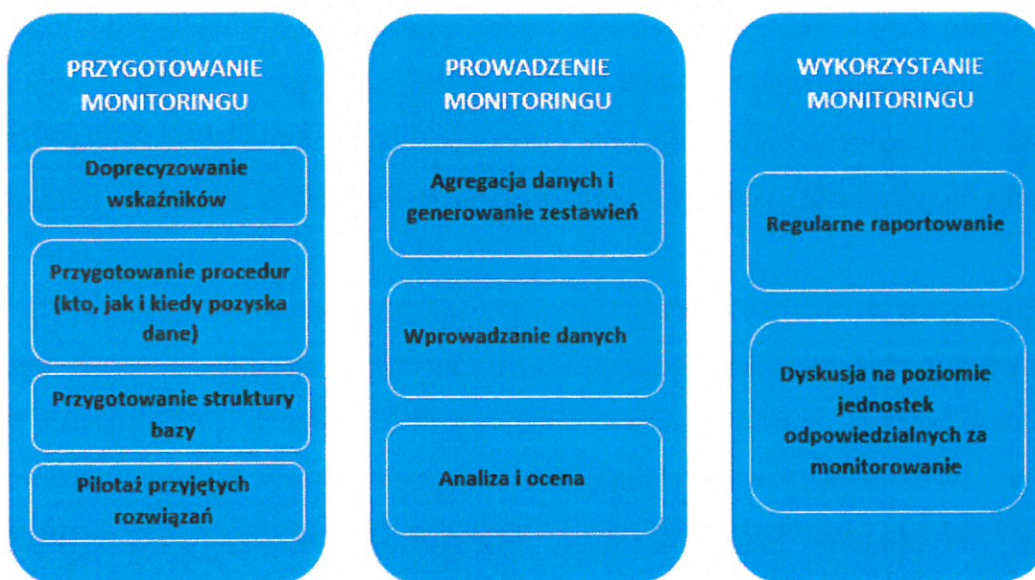 PRZYGOTOWANIE
MONITORINGU
Doprecyzowanie
wskaźników
Przygotowanie procedur
(kto, jak i kiedy pozyska
dane)
Przygotowanie struktury
bazy
Pilotaż przyjętych
rozwiązań
PROWADZENIE
MONITORINGU
Agregacja danych i
generowanie zestawień
Wprowadzanie danych
Analiza i ocena
WYKORZYSTANIE
MONITORINGU
Regularne raportowanie
Dyskusja na poziomie
jednostek
odpowiedzialnych za
monitorowanie